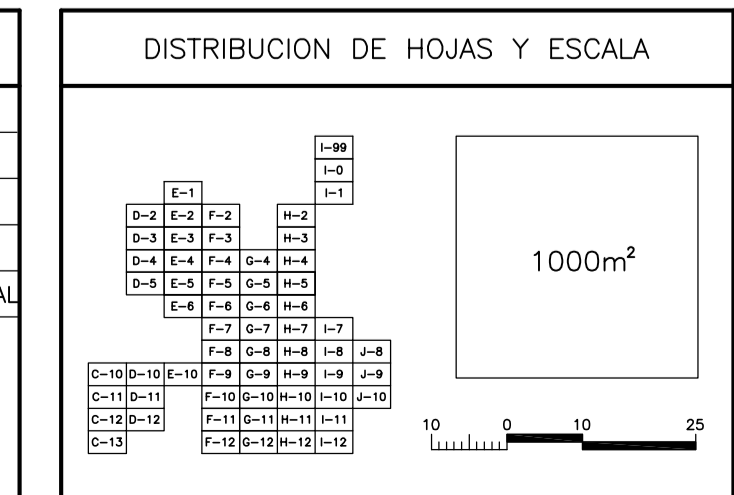 DISTRIBUCION DE HOJAS Y ESCALA
I-99
I-0
E-1 I-1
D-2 E-2 F-2 H-2
D-3 E-3 F-3 H-3
D-4 E-4 F-4 G-4 H-4
D-5 E-5 F-5 G-5 H-5
E-6 F-6 G-6 H-6
F-7 G-7 H-7 I-7
F-8 G-8 H-8 I-8 J-8
C-10 D-10 E-10 F-9 G-9 H-9 I-9 J-9
C-11 D-11 F-10 G-10 H-10 I-10 J-10
C-12 D-12 F-11 G-11 H-11 I-11
C-13 F-12 G-12 H-12 I-12
1000m²
10 0 10 25
AL